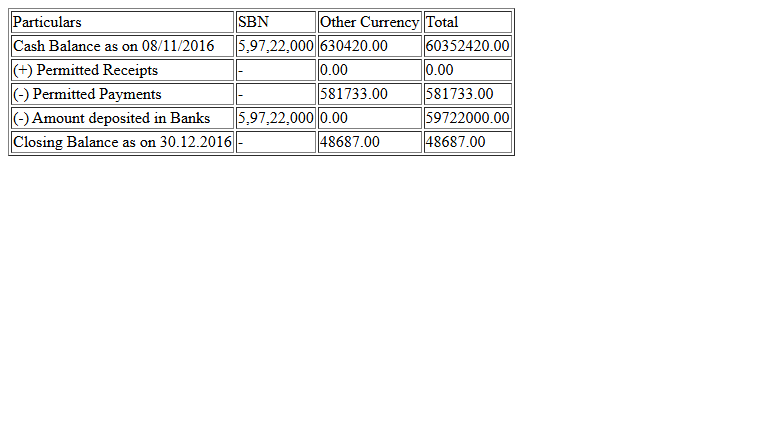 Particulars SBN Other Currency Total
Cash Balance as on 08/11/2016 5,97,22,000 630420.00 60352420.00
(+) Permitted Receipts - 0.00 0.00
(-) Permitted Payments - 581733.00 581733.00
(-) Amount deposited in Banks 5,97,22,000 0.00 59722000.00
Closing Balance as on 30.12.2016 - 48687.00 48687.00